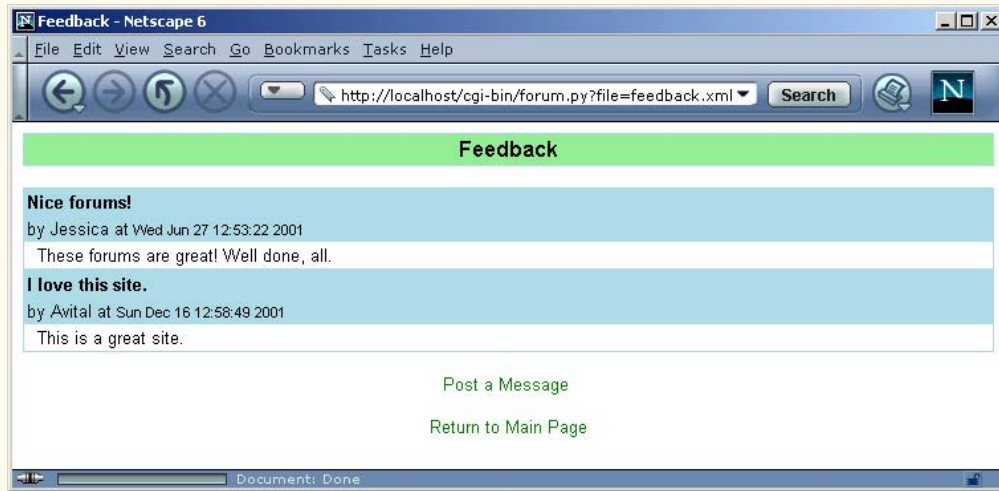 Feedback - Netscape 6
File Edit View Search Go Bookmarks Tasks Help
http://localhost/cgi-bin/forum.py?file=feedback.xml Search N
Feedback
Nice forums!
by Jessica at Wed Jun 27 12:53:22 2001
These forums are great! Well done, all.
I love this site.
by Avital at Sun Dec 16 12:58:49 2001
This is a great site.
Post a Message
Return to Main Page
Document: Done